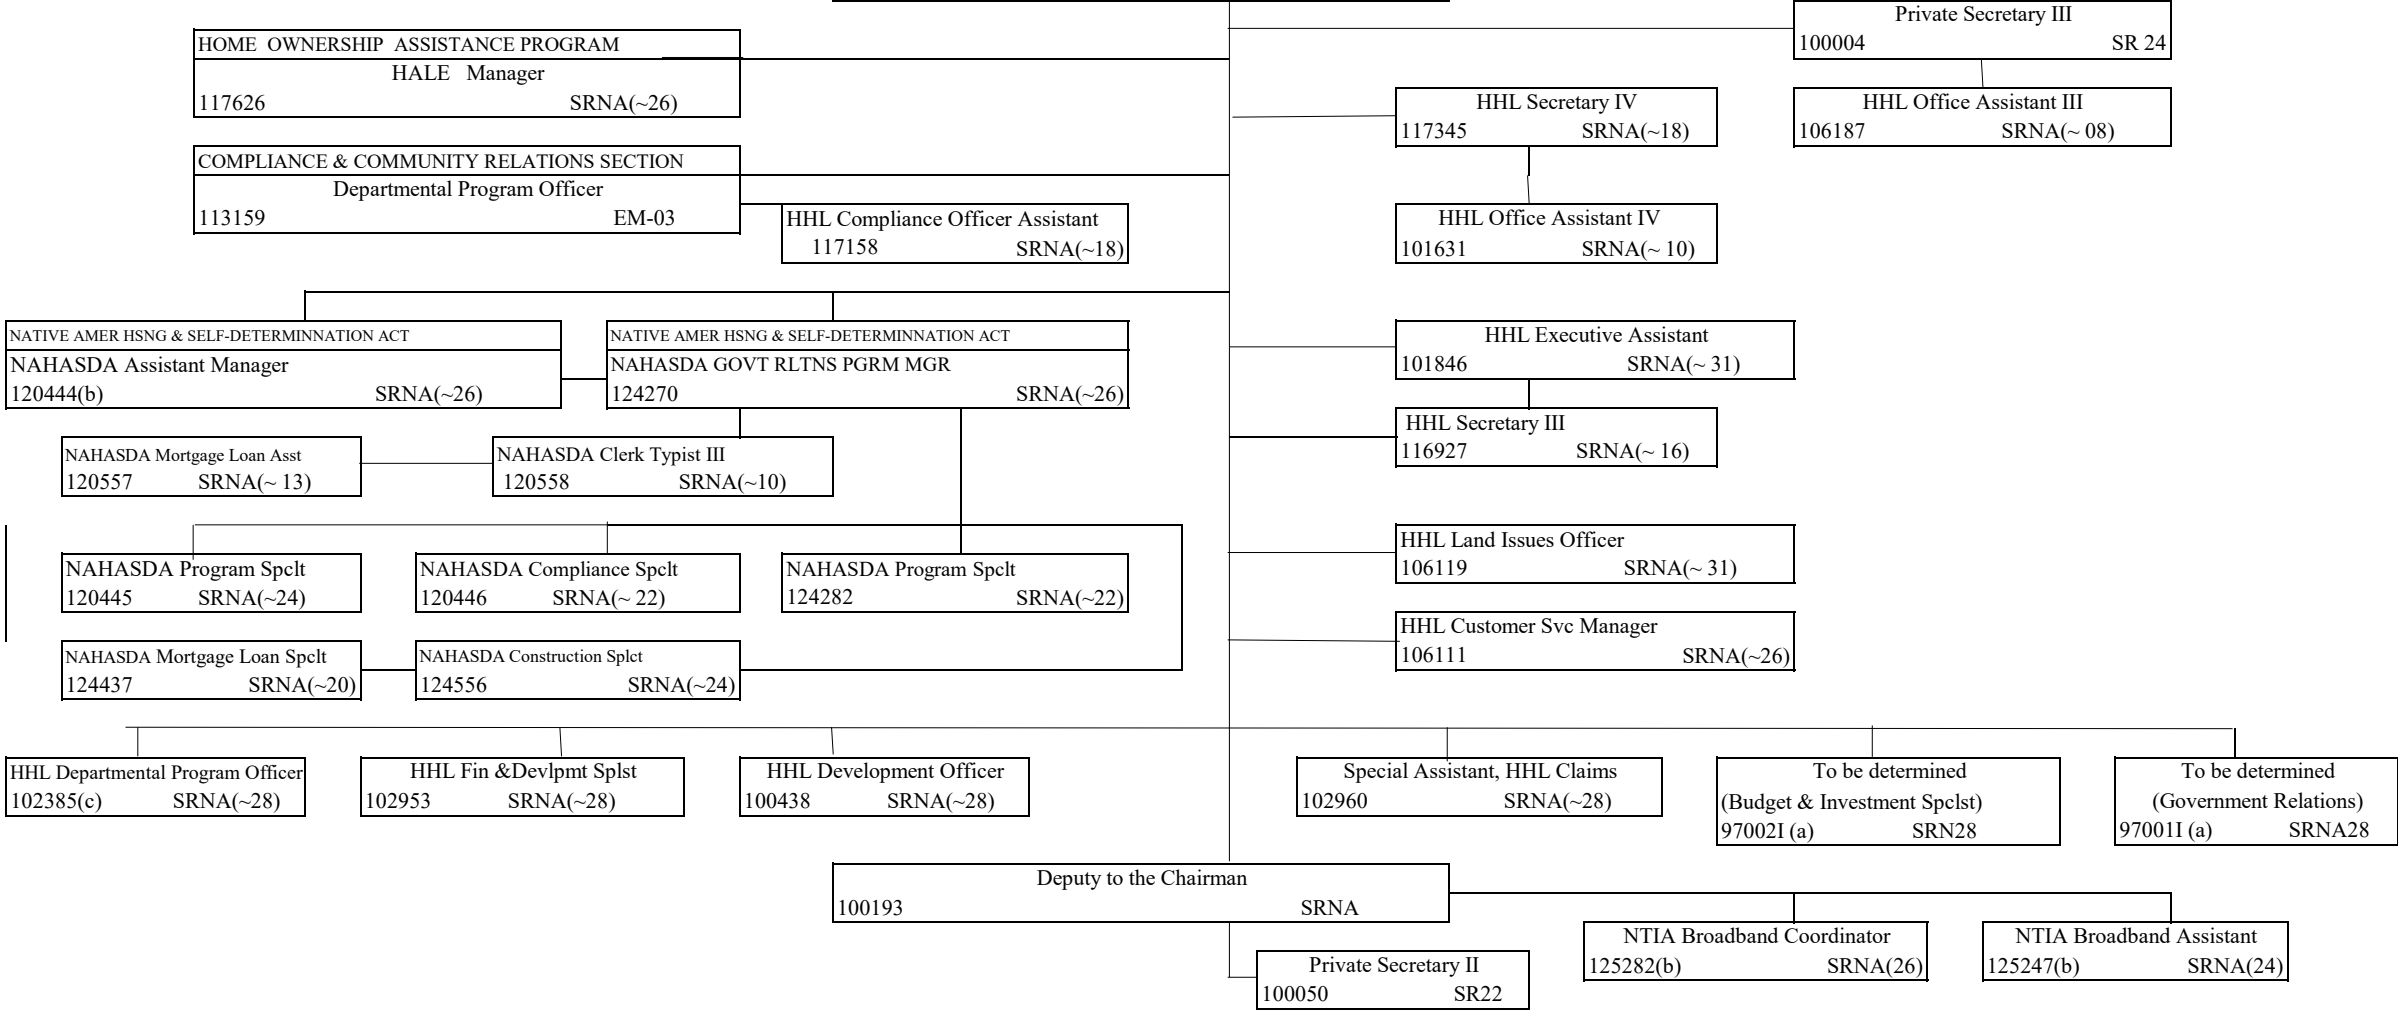 Private Secretary III
100004 SR 24
HOME OWNERSHIP ASSISTANCE PROGRAM
HALE Manager
117626 SRNA(~26)
HHL Secretary IV
117345 SRNA(~18)
HHL Office Assistant III
106187 SRNA(~ 08)
COMPLIANCE & COMMUNITY RELATIONS SECTION
Departmental Program Officer
113159 EM-03
HHL Compliance Officer Assistant
117158 SRNA(~18)
HHL Office Assistant IV
101631 SRNA(~ 10)
NATIVE AMER HSNG & SELF-DETERMINNATION ACT
NAHASDA Assistant Manager
120444(b) SRNA(~26)
NATIVE AMER HSNG & SELF-DETERMINNATION ACT
NAHASDA GOVT RLTNS PGRM MGR
124270 SRNA(~26)
HHL Executive Assistant
101846 SRNA(~ 31)
NAHASDA Mortgage Loan Asst
120557 SRNA(~ 13)
NAHASDA Clerk Typist III
120558 SRNA(~10)
HHL Secretary III
116927 SRNA(~ 16)
NAHASDA Program Spclt
120445 SRNA(~24)
NAHASDA Compliance Spclt
120446 SRNA(~ 22)
NAHASDA Program Spclt
124282 SRNA(~22)
HHL Land Issues Officer
106119 SRNA(~ 31)
NAHASDA Mortgage Loan Spclt
124437 SRNA(~20)
NAHASDA Construction Splct
124556 SRNA(~24)
HHL Customer Svc Manager
106111 SRNA(~26)
HHL Departmental Program Officer
102385(c) SRNA(~28)
HHL Fin &Devlpmt Splst
102953 SRNA(~28)
HHL Development Officer
100438 SRNA(~28)
Special Assistant, HHL Claims
102960 SRNA(~28)
To be determined
(Budget & Investment Spclst)
97002I (a) SRN28
To be determined
(Government Relations)
97001I (a) SRNA28
Deputy to the Chairman
100193 SRNA
NTIA Broadband Coordinator
125282(b) SRNA(26)
NTIA Broadband Assistant
125247(b) SRNA(24)
Private Secretary II
100050 SR22